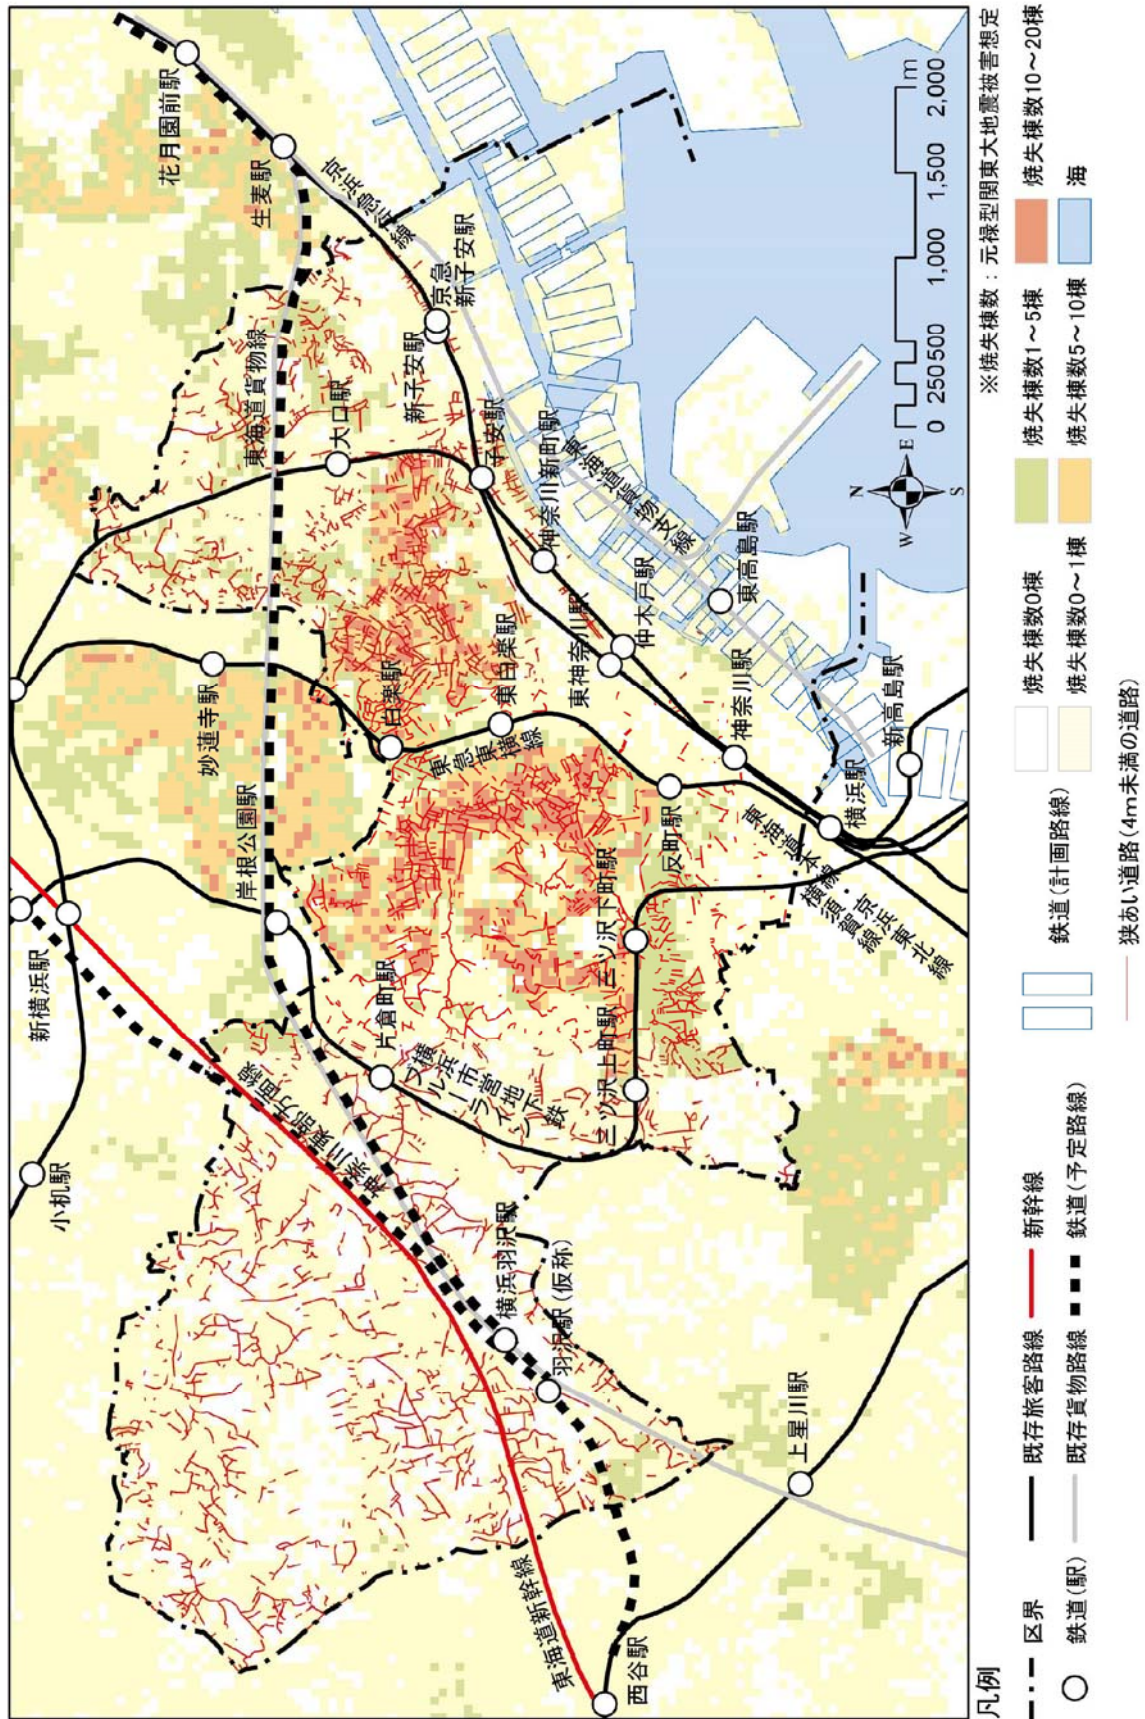 花月園前駅
生麦駅
京浜急行線
東海道貨物線
大口駅
新子安駅
京急
新子安駅
子安駅
神奈川新町駅
東海道貨物支線
妙蓮寺駅
白楽駅
東白楽駅
東急東横線
東神奈川駅
仲木戸駅
東高島駅
神奈川駅
新高島駅
横浜駅
反町駅
東海道本線・京浜東北線
横須賀線
岸根公園駅
新横浜駅
小机駅
片倉町駅
横浜市営地下鉄
ブルーライン
三ツ沢下町駅
三ツ沢上町駅
神奈川東部方面線
横浜羽沢駅
羽沢駅(仮称)
上星川駅
東海道新幹線
西谷駅
N
W
E
S
0 250 500 1,000 1,500 2,000
m
※焼失棟数：元禄型関東大地震被害想定
凡例
区界
既存旅客路線
新幹線
鉄道(計画路線)
焼失棟数0棟
焼失棟数1～5棟
焼失棟数10～20棟
鉄道(駅)
既存貨物路線
鉄道(予定路線)
焼失棟数0～1棟
焼失棟数5～10棟
海
狭あい道路(4m未満の道路)